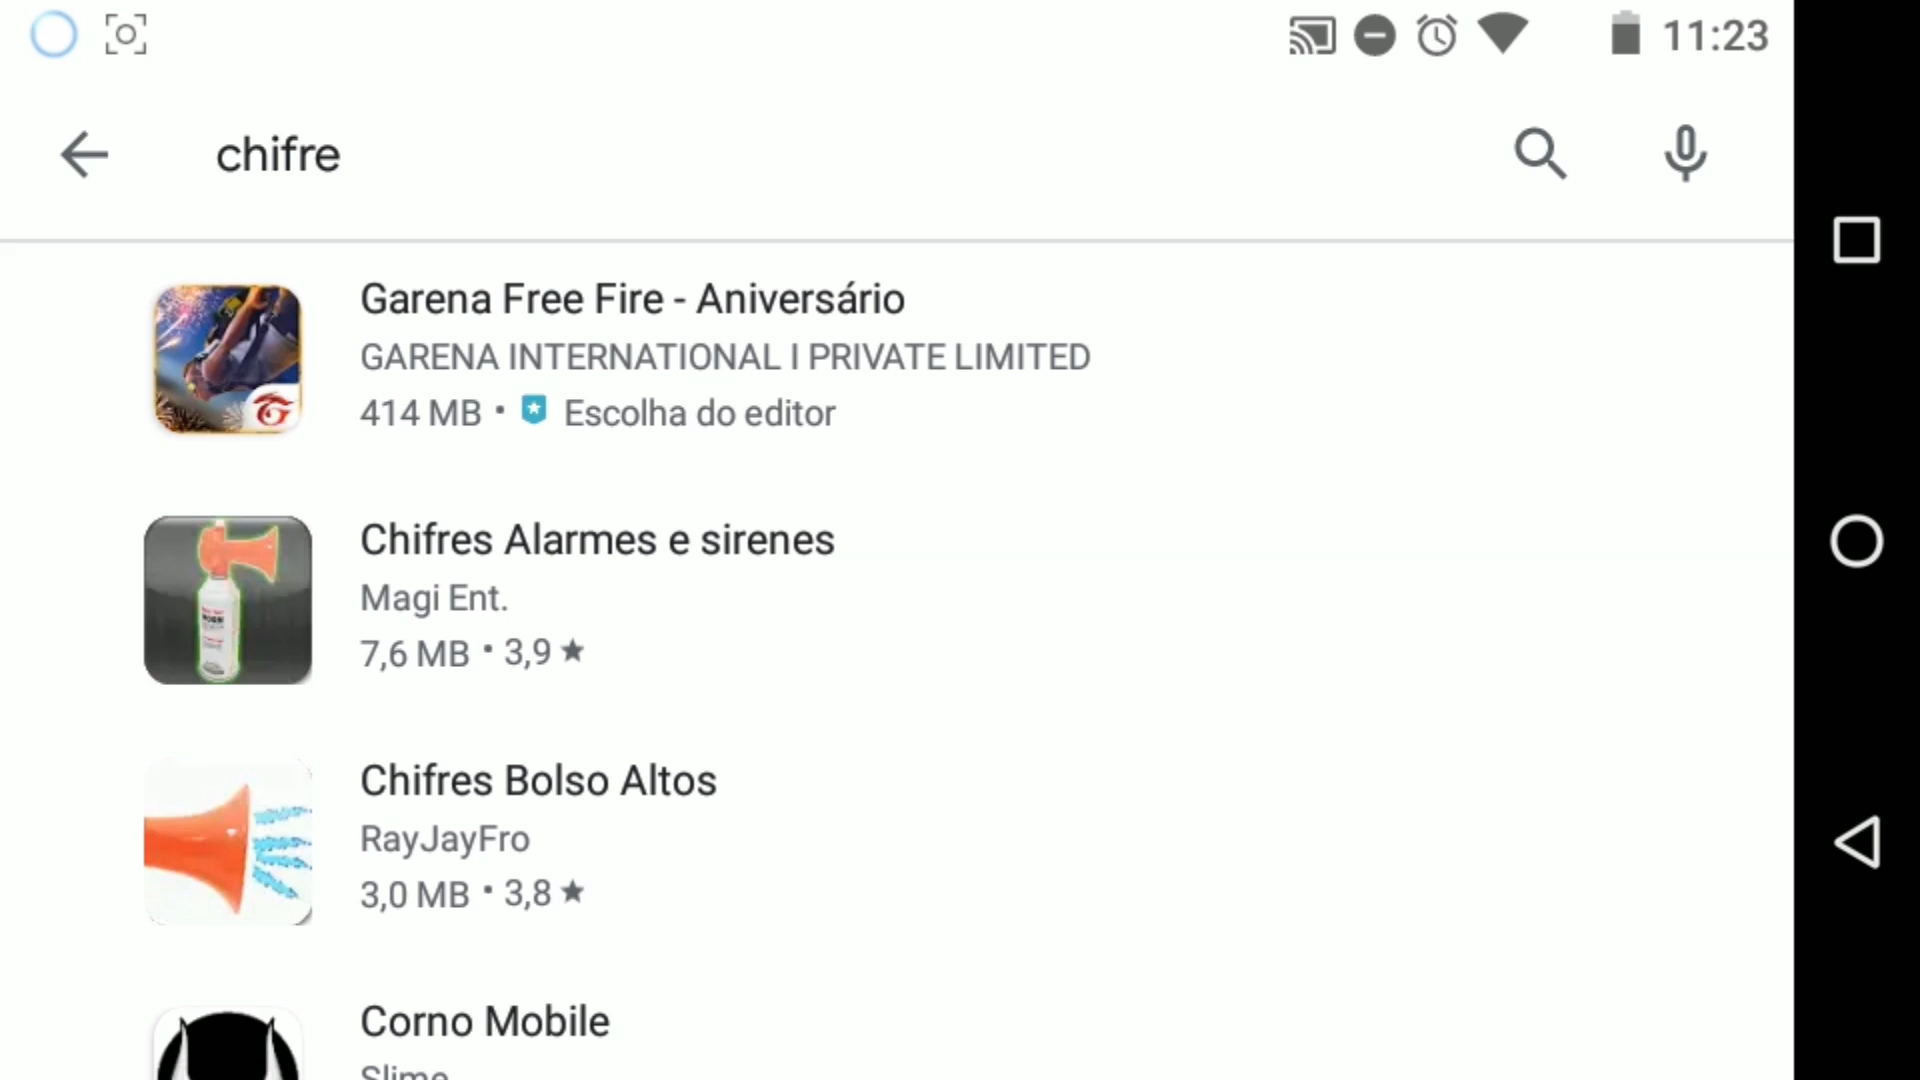 11:23
chifre
Garena Free Fire - Aniversário
GARENA INTERNATIONAL I PRIVATE LIMITED
414 MB • Escolha do editor
Chifres Alarmes e sirenes
Magi Ent.
7,6 MB • 3,9 ★
Chifres Bolso Altos
RayJayFro
3,0 MB • 3,8 ★
Corno Mobile
Slime